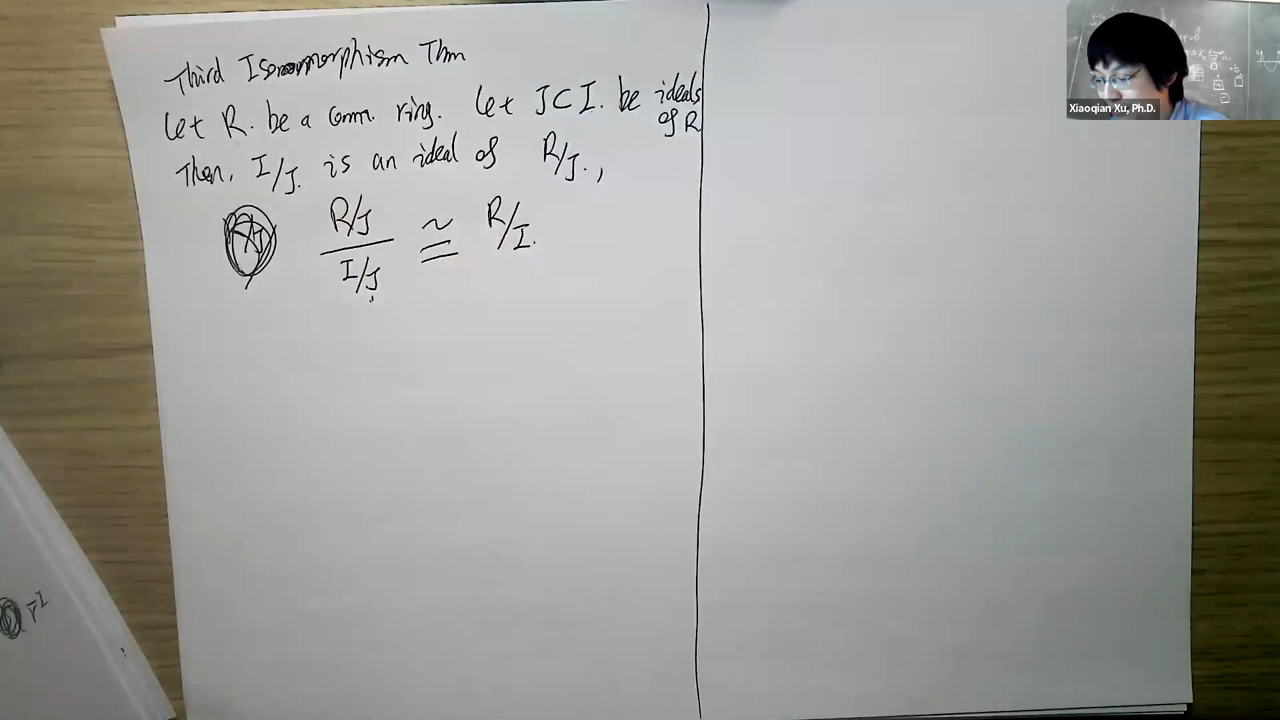 Third Isomorphism Thm
Let R. be a Comm. ring. Let J⊂I. be ideals
of R
Then, I/J. is an ideal of R/J.,
R/J
I/J
≅ R/I.
Xiaoqian Xu, Ph.D.